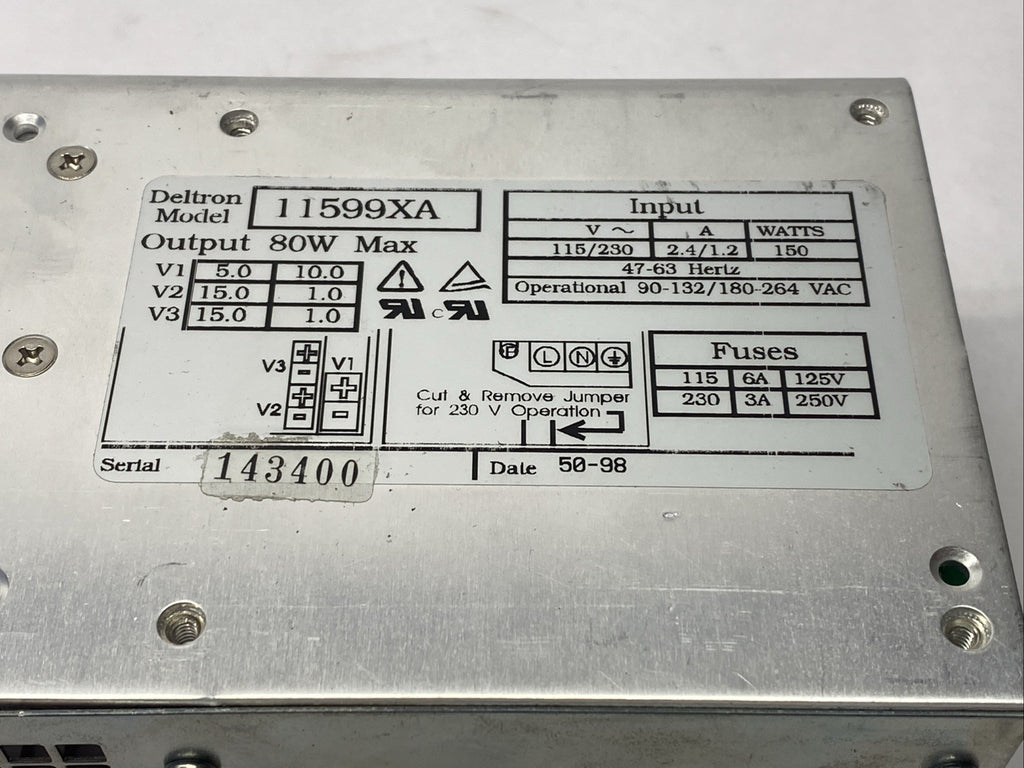 Deltron
Model 11599XA
Output 80W Max
V1 5.0 10.0
V2 15.0 1.0
V3 15.0 1.0
Input
V ~ A WATTS
115/230 2.4/1.2 150
47-63 Hertz
Operational 90-132/180-264 VAC
V3 + V1
-
+ +
V2 - -
L N
Cut & Remove Jumper
for 230 V Operation
Fuses
115 6A 125V
230 3A 250V
Serial 143400
Date 50-98